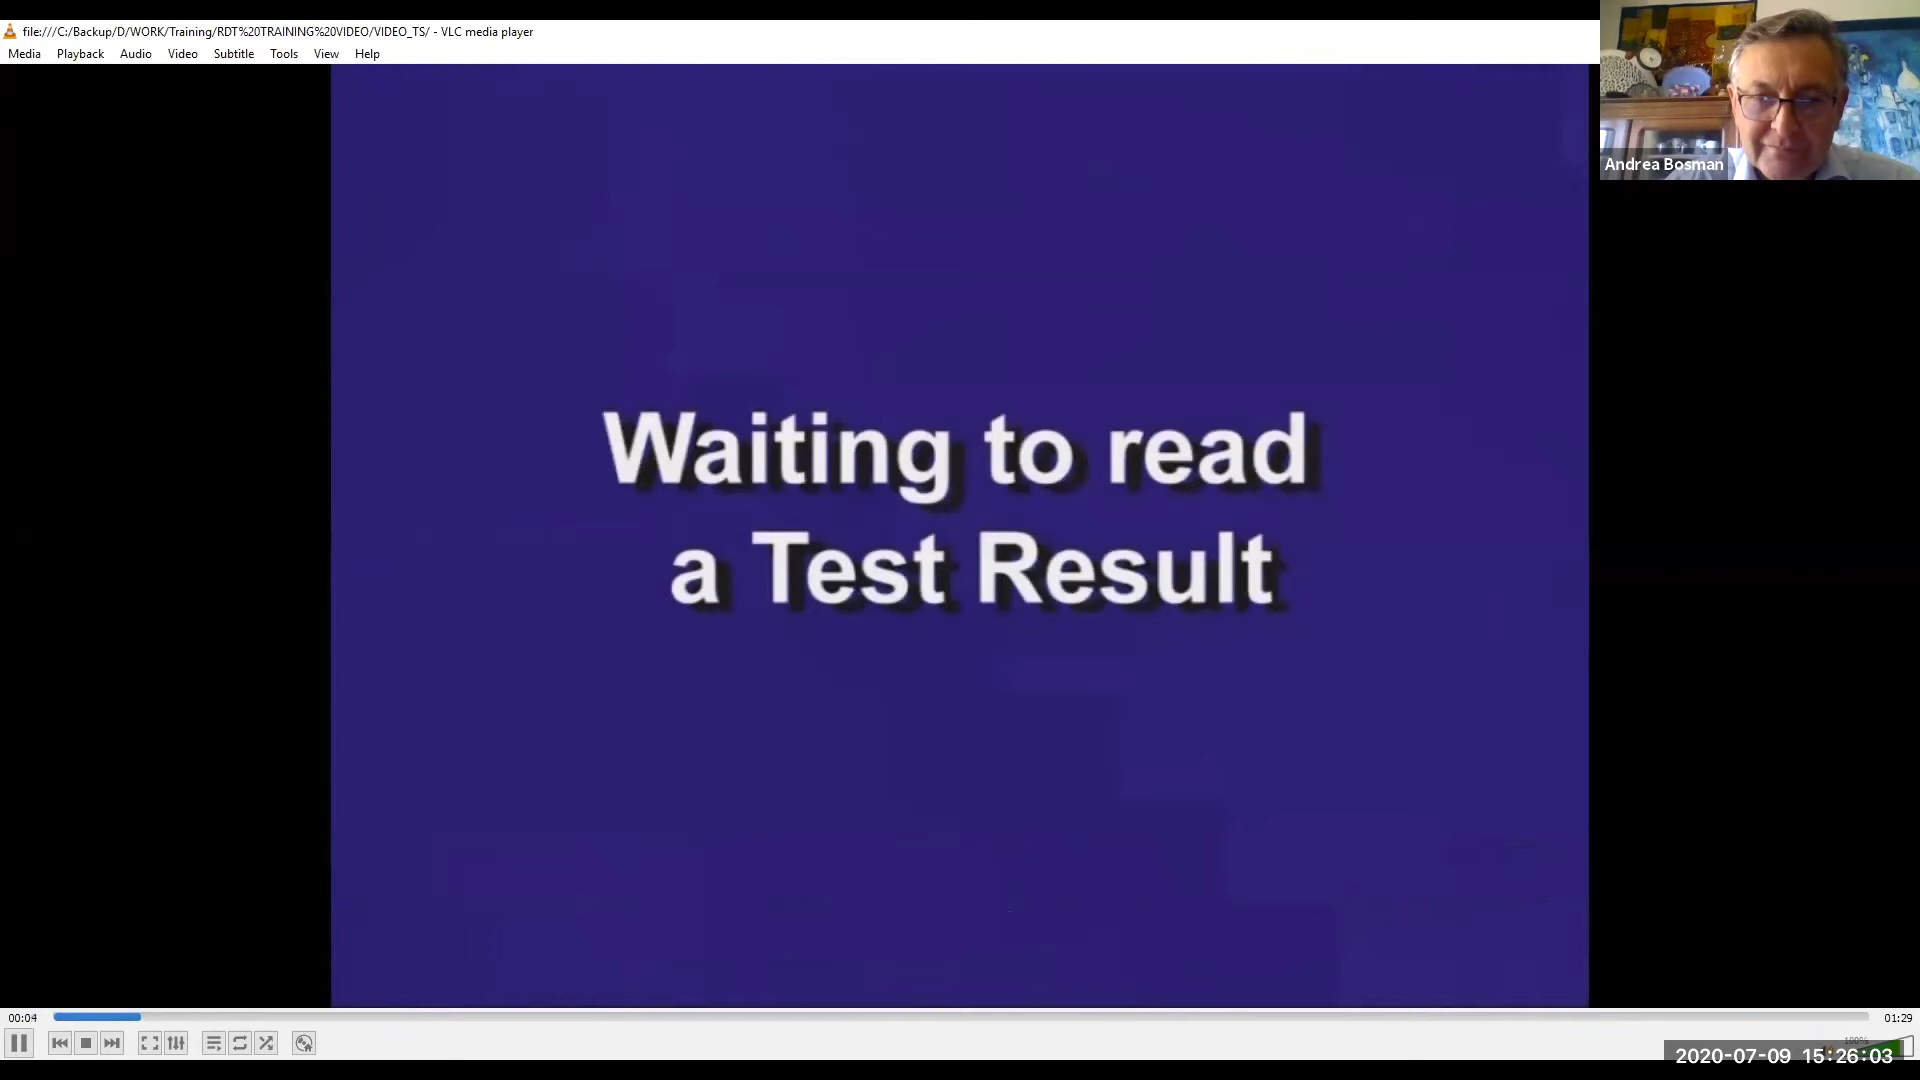 file:///C:/Backup/D/WORK/Training/RDT%20TRAINING%20VIDEO/VIDEO_TS/ - VLC media player
Media Playback Audio Video Subtitle Tools View Help
Andrea Bosman
Waiting to read
a Test Result
00:04
01:29
100%
2020-07-09 15:26:03